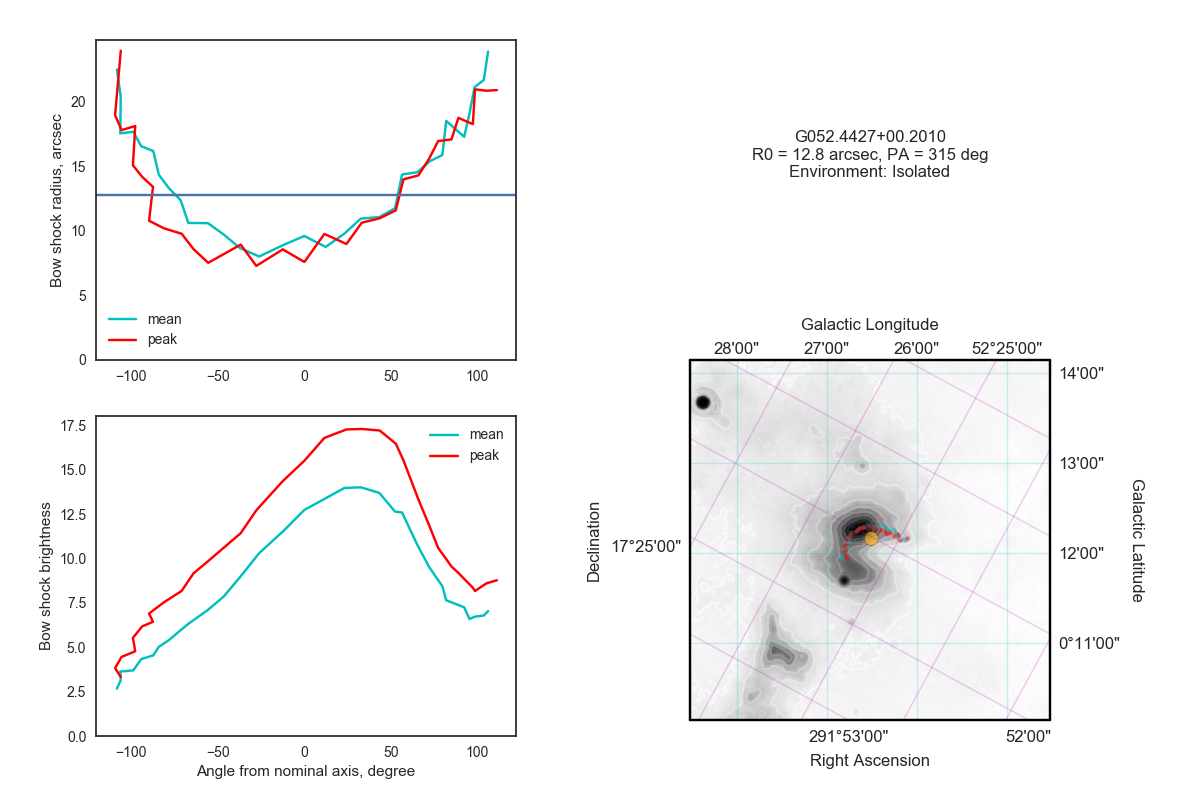 20
15
10
5
0
Bow shock radius, arcsec
mean
peak
−100
−50
0
50
100
17.5
15.0
12.5
10.0
7.5
5.0
2.5
0.0
Bow shock brightness
mean
peak
−100
−50
0
50
100
Angle from nominal axis, degree
G052.4427+00.2010
R0 = 12.8 arcsec, PA = 315 deg
Environment: Isolated
Galactic Longitude
28'00"
27'00"
26'00"
52°25'00"
14'00"
13'00"
12'00"
0°11'00"
Galactic Latitude
Declination
17°25'00"
291°53'00"
52'00"
Right Ascension